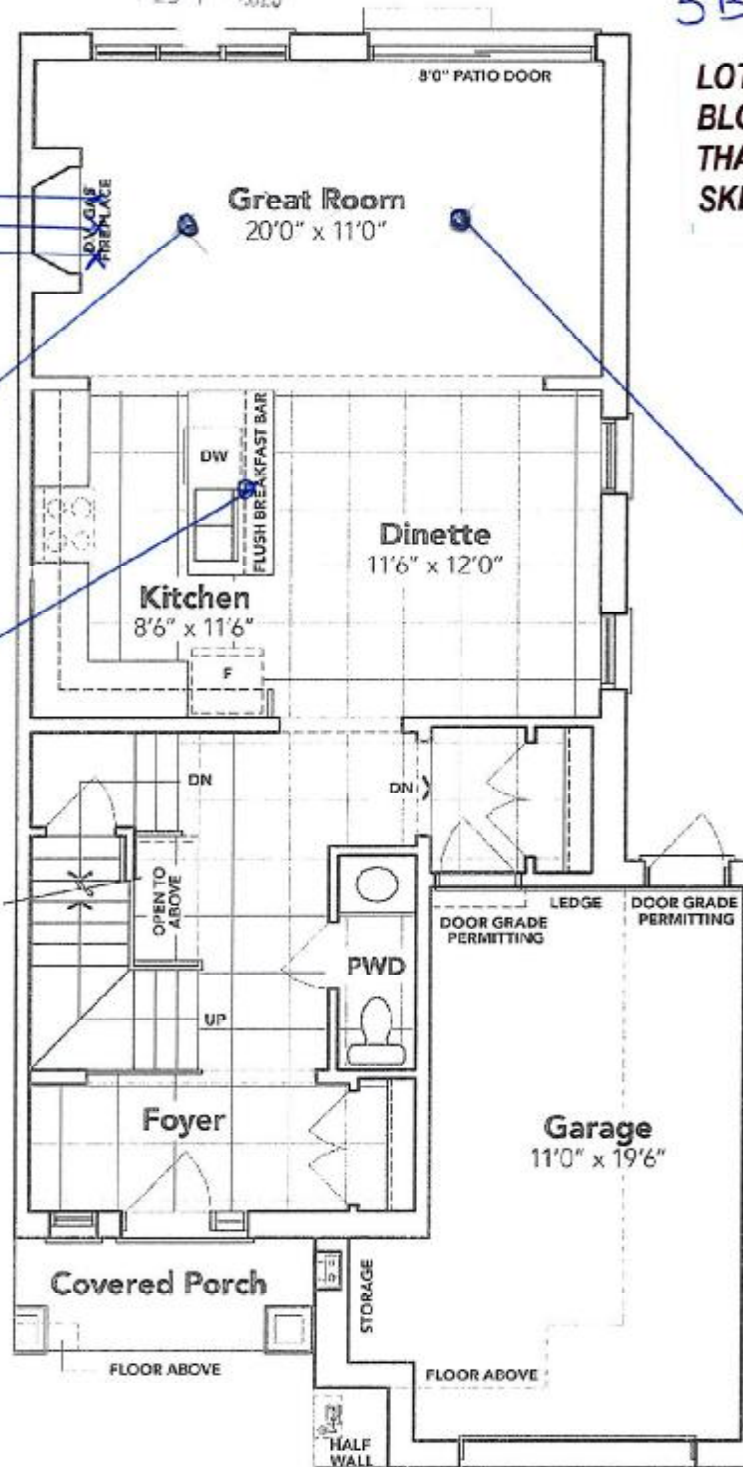 8'0" PATIO DOOR
LOT
BLO
THA
SKE
D.V. GAS
FIREPLACE
Great Room
20'0" x 11'0"
DW
FLUSH BREAKFAST BAR
Dinette
11'6" x 12'0"
Kitchen
8'6" x 11'6"
F
DN
DN
OPEN TO
ABOVE
LEDGE
DOOR GRADE
PERMITTING
DOOR GRADE
PERMITTING
PWD
UP
Foyer
Garage
11'0" x 19'6"
Covered Porch
STORAGE
FLOOR ABOVE
FLOOR ABOVE
HALF
WALL